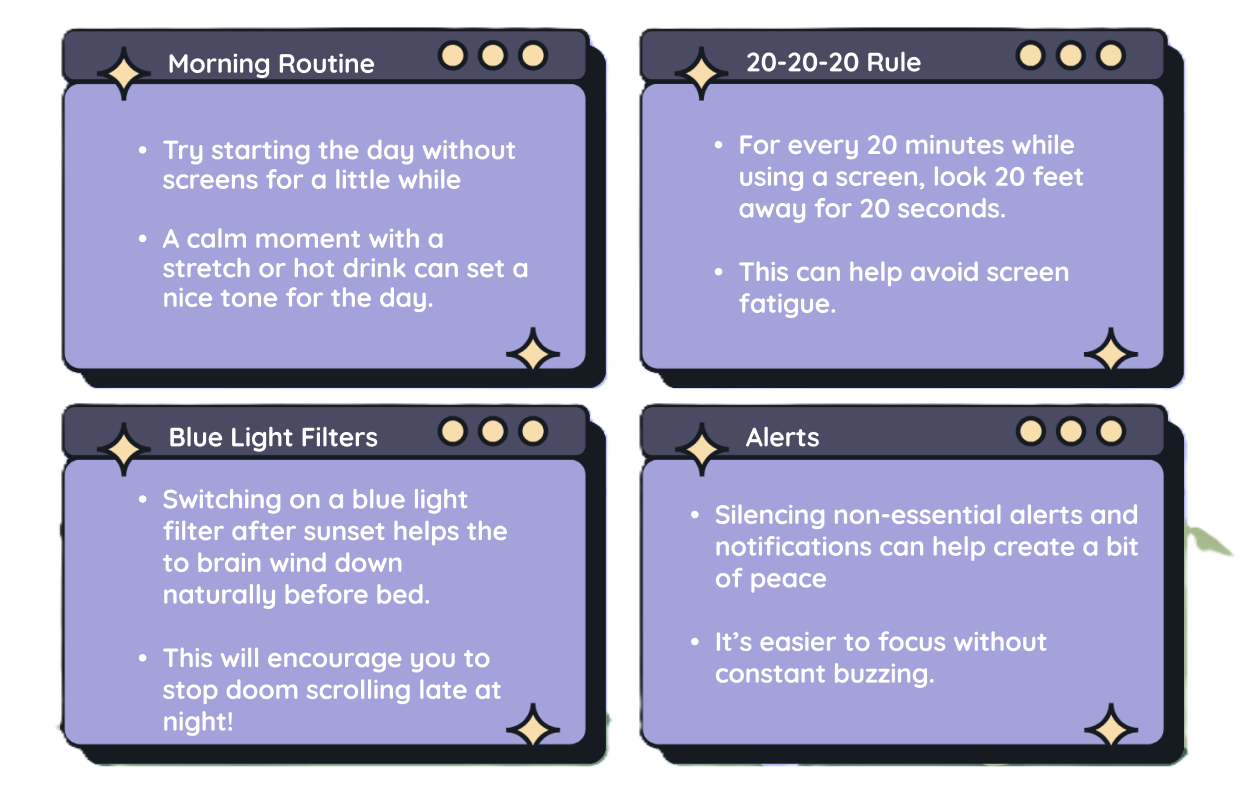 Morning Routine
• Try starting the day without
screens for a little while
• A calm moment with a
stretch or hot drink can set a
nice tone for the day.
20-20-20 Rule
• For every 20 minutes while
using a screen, look 20 feet
away for 20 seconds.
• This can help avoid screen
fatigue.
Blue Light Filters
• Switching on a blue light
filter after sunset helps the
to brain wind down
naturally before bed.
• This will encourage you to
stop doom scrolling late at
night!
Alerts
• Silencing non-essential alerts and
notifications can help create a bit
of peace
• It’s easier to focus without
constant buzzing.